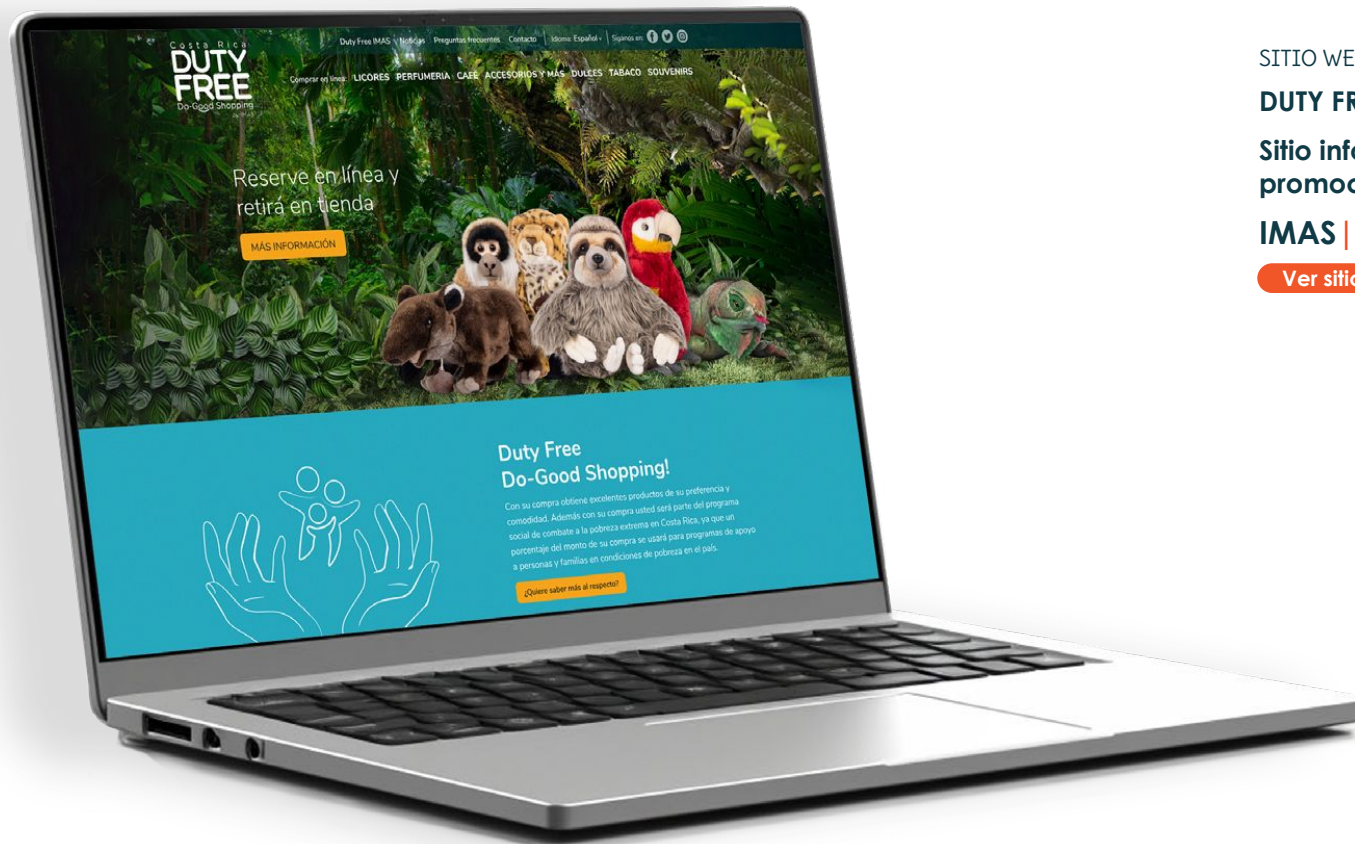 Costa Rica
DUTY
FREE
Do-Good Shopping
Duty Free IMAS Noticias Preguntas frecuentes Contacto Idioma: Español Síganos en:
Comprar en línea: LICORES PERFUMERIA CAFÉ ACCESORIOS Y MÁS DULCES TABACO SOUVENIRS
Reserve en línea y
retirá en tienda
MÁS INFORMACIÓN
Duty Free
Do-Good Shopping!
Con su compra obtiene excelentes productos de su preferencia y
comodidad. Además con su compra usted será parte del programa
social de combate a la pobreza extrema en Costa Rica, ya que un
porcentaje del monto de su compra se usará para programas de apoyo
a personas y familias en condiciones de pobreza en el país.
¿Quiere saber más al respecto?
SITIO WE
DUTY FR
Sitio info
promoc
IMAS|
Ver sitio